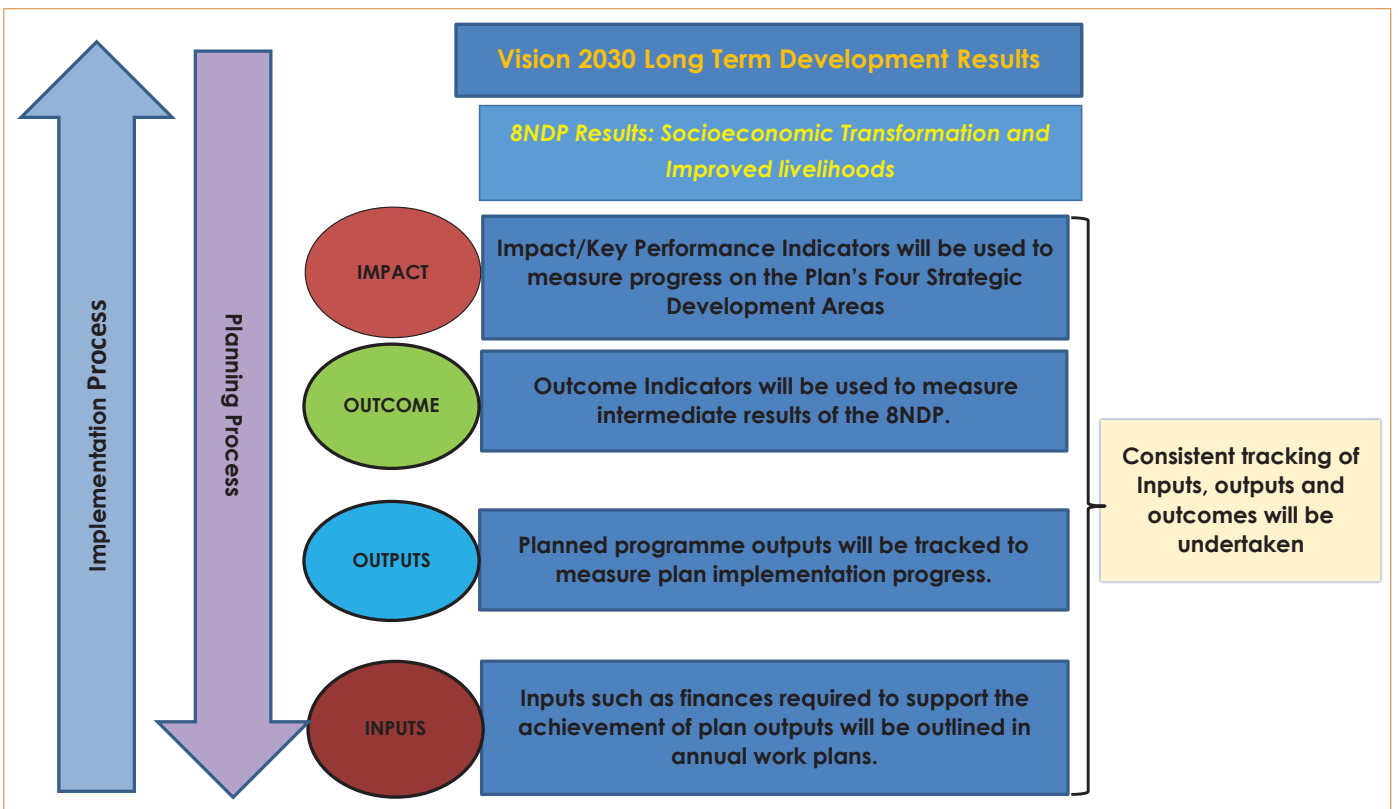 Vision 2030 Long Term Development Results
8NDP Results: Socioeconomic Transformation and
Improved livelihoods
Implementation Process
Planning Process
IMPACT
Impact/Key Performance Indicators will be used to
measure progress on the Plan’s Four Strategic
Development Areas
OUTCOME
Outcome Indicators will be used to measure
intermediate results of the 8NDP.
OUTPUTS
Planned programme outputs will be tracked to
measure plan implementation progress.
INPUTS
Inputs such as finances required to support the
achievement of plan outputs will be outlined in
annual work plans.
Consistent tracking of
Inputs, outputs and
outcomes will be
undertaken